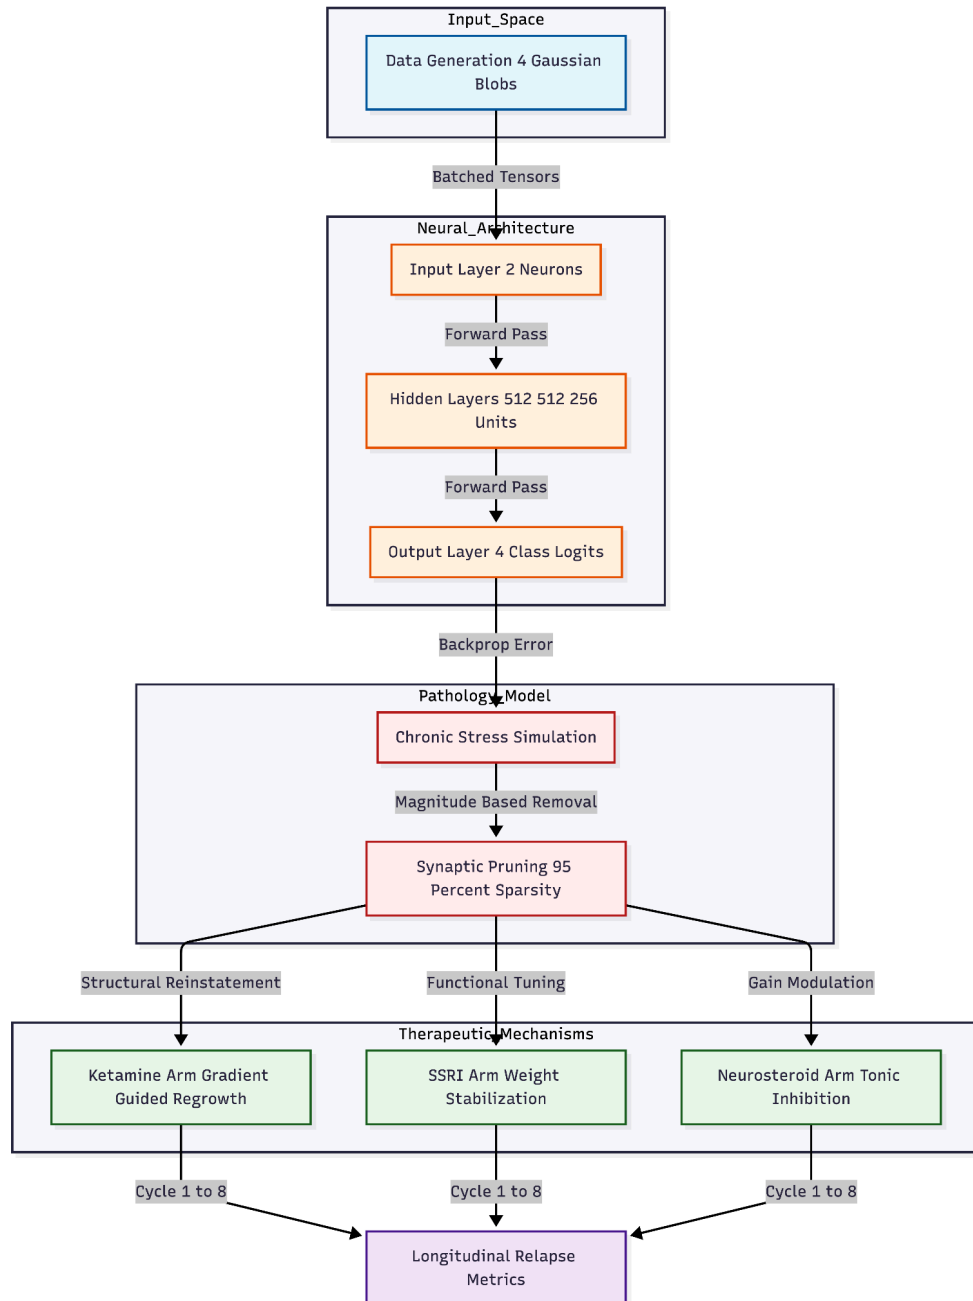 Input_Space
Data Generation 4 Gaussian
Blobs
Batched Tensors
Neural_Architecture
Input Layer 2 Neurons
Forward Pass
Hidden Layers 512 512 256
Units
Forward Pass
Output Layer 4 Class Logits
Backprop Error
Pathology_Model
Chronic Stress Simulation
Magnitude Based Removal
Synaptic Pruning 95
Percent Sparsity
Structural Reinstatement
Functional Tuning
Gain Modulation
Therapeutic_Mechanisms
Ketamine Arm Gradient
Guided Regrowth
SSRI Arm Weight
Stabilization
Neurosteroid Arm Tonic
Inhibition
Cycle 1 to 8
Cycle 1 to 8
Cycle 1 to 8
Longitudinal Relapse
Metrics